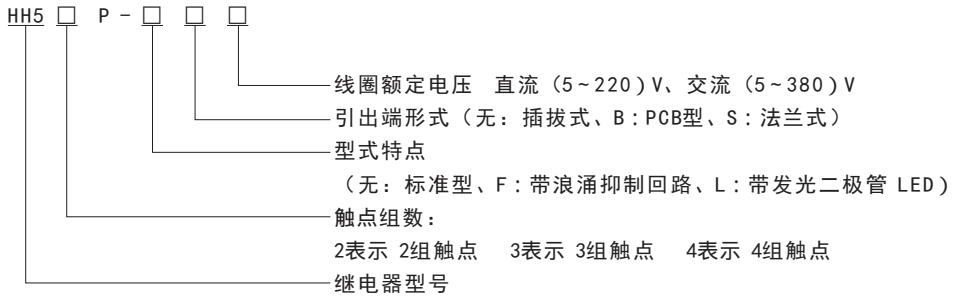 HH5 □ P - □ □ □
线圈额定电压 直流(5~220)V、交流(5~380)V
引出端形式(无:插拔式、B:PCB型、S:法兰式)
型式特点
(无:标准型、F:带浪涌抑制回路、L:带发光二极管 LED)
触点组数:
2表示 2组触点 3表示 3组触点 4表示 4组触点
继电器型号